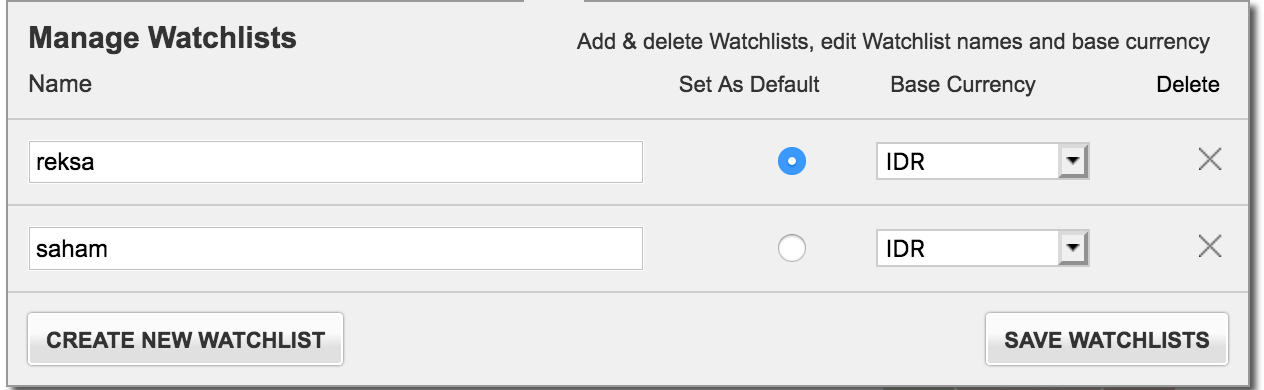 Manage Watchlists
Add & delete Watchlists, edit Watchlist names and base currency
Name Set As Default Base Currency Delete
reksa IDR
saham IDR
CREATE NEW WATCHLIST SAVE WATCHLISTS